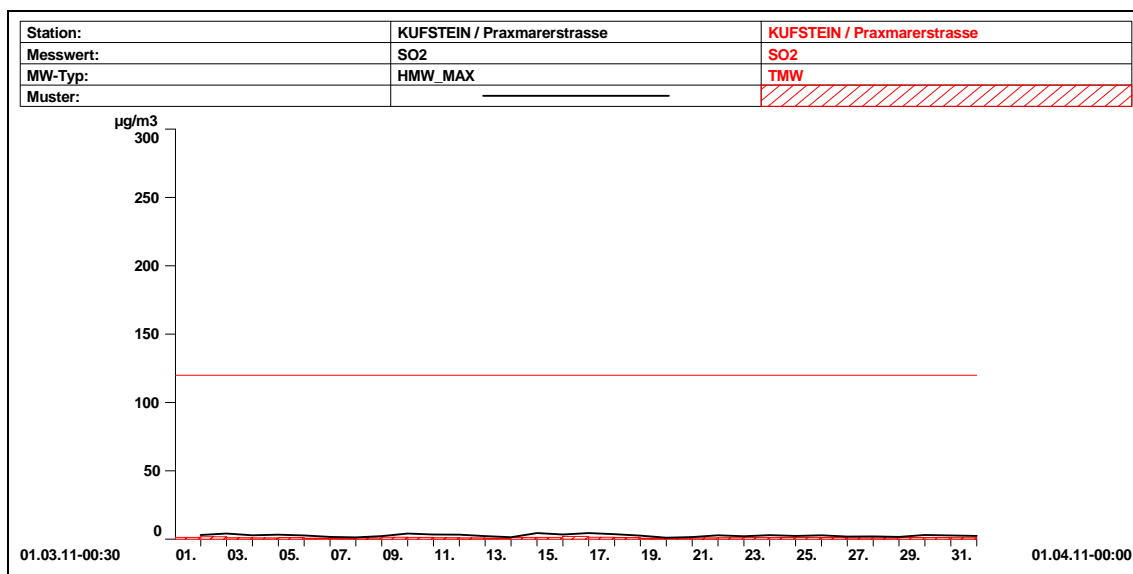 Station: KUFSTEIN / Praxmarerstrasse KUFSTEIN / Praxmarerstrasse
Messwert: SO2 SO2
MW-Typ: HMW_MAX TMW
Muster:
µg/m3
300
250
200
150
100
50
0
01.03.11-00:30 01. 03. 05. 07. 09. 11. 13. 15. 17. 19. 21. 23. 25. 27. 29. 31. 01.04.11-00:00